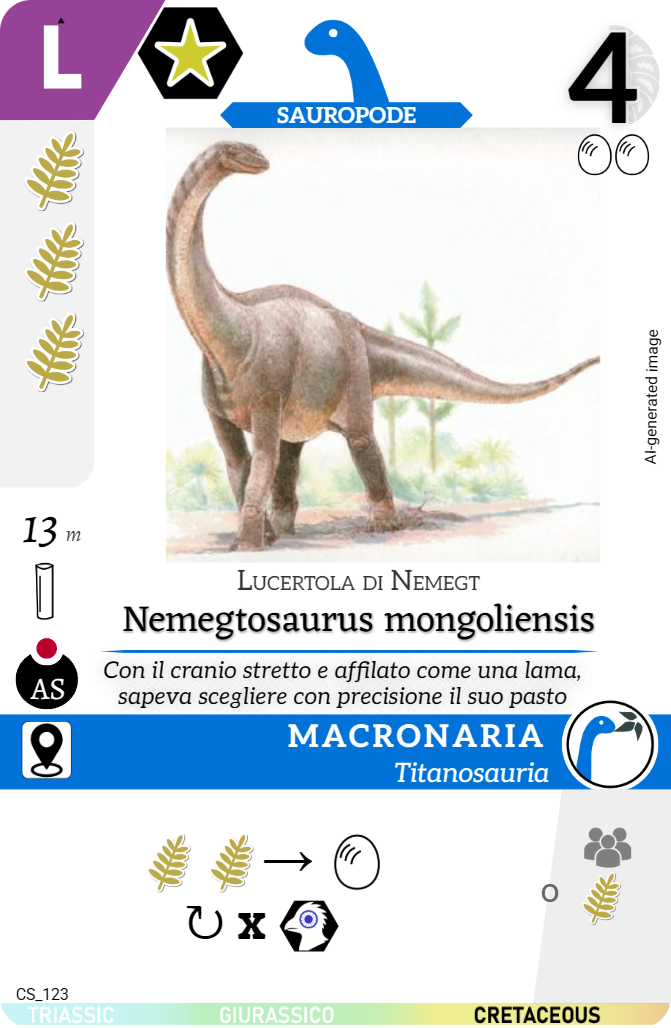 L
4
SAUROPODE
AI-generated image
13 m
Lucertola di Nemegt
Nemegtosaurus mongoliensis
AS
Con il cranio stretto e affilato come una lama,
sapeva scegliere con precisione il suo pasto
MACRONARIA
Titanosauria
O
x
CS_123
TRIASSIC GIURASSICO CRETACEOUS